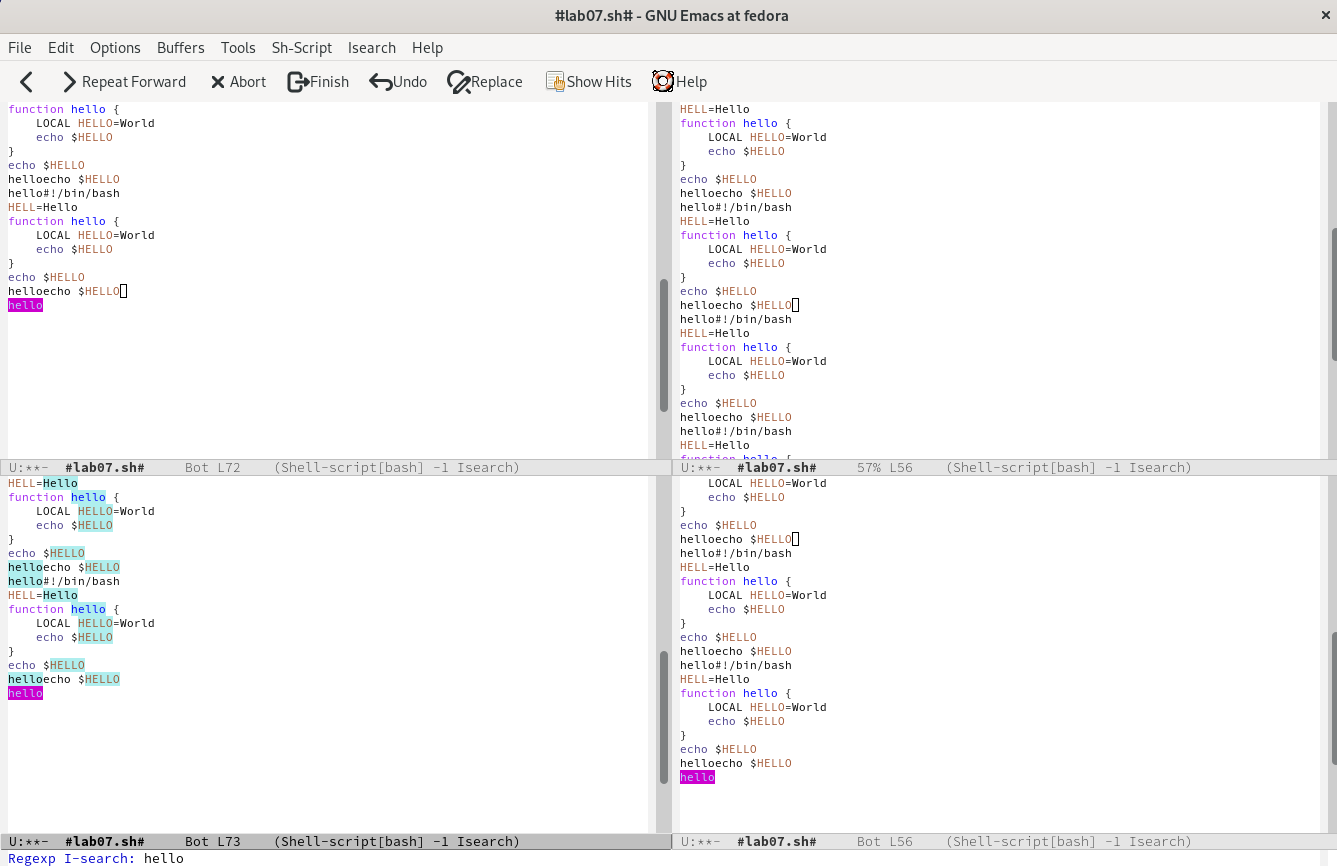 #lab07.sh# - GNU Emacs at fedora
File Edit Options Buffers Tools Sh-Script Isearch Help
Repeat Forward Abort Finish Undo Replace Show Hits Help
function hello {
    LOCAL HELLO=World
    echo $HELLO
}
echo $HELLO
helloecho $HELLO
hello#!/bin/bash
HELL=Hello
function hello {
    LOCAL HELLO=World
    echo $HELLO
}
echo $HELLO
helloecho $HELLO
hello
U:**-  #lab07.sh#     Bot L72    (Shell-script[bash] -1 Isearch)
HELL=Hello
function hello {
    LOCAL HELLO=World
    echo $HELLO
}
echo $HELLO
helloecho $HELLO
hello#!/bin/bash
HELL=Hello
function hello {
    LOCAL HELLO=World
    echo $HELLO
}
echo $HELLO
helloecho $HELLO
hello#!/bin/bash
HELL=Hello
function hello {
    LOCAL HELLO=World
    echo $HELLO
}
echo $HELLO
helloecho $HELLO
hello#!/bin/bash
HELL=Hello
function hello {
U:**-  #lab07.sh#     57% L56    (Shell-script[bash] -1 Isearch)
HELL=Hello
function hello {
    LOCAL HELLO=World
    echo $HELLO
}
echo $HELLO
helloecho $HELLO
hello#!/bin/bash
HELL=Hello
function hello {
    LOCAL HELLO=World
    echo $HELLO
}
echo $HELLO
helloecho $HELLO
hello
U:**-  #lab07.sh#     Bot L73    (Shell-script[bash] -1 Isearch)
    LOCAL HELLO=World
    echo $HELLO
}
echo $HELLO
helloecho $HELLO
hello#!/bin/bash
HELL=Hello
function hello {
    LOCAL HELLO=World
    echo $HELLO
}
echo $HELLO
helloecho $HELLO
hello#!/bin/bash
HELL=Hello
function hello {
    LOCAL HELLO=World
    echo $HELLO
}
echo $HELLO
helloecho $HELLO
hello
U:**-  #lab07.sh#     Bot L56    (Shell-script[bash] -1 Isearch)
Regexp I-search: hello